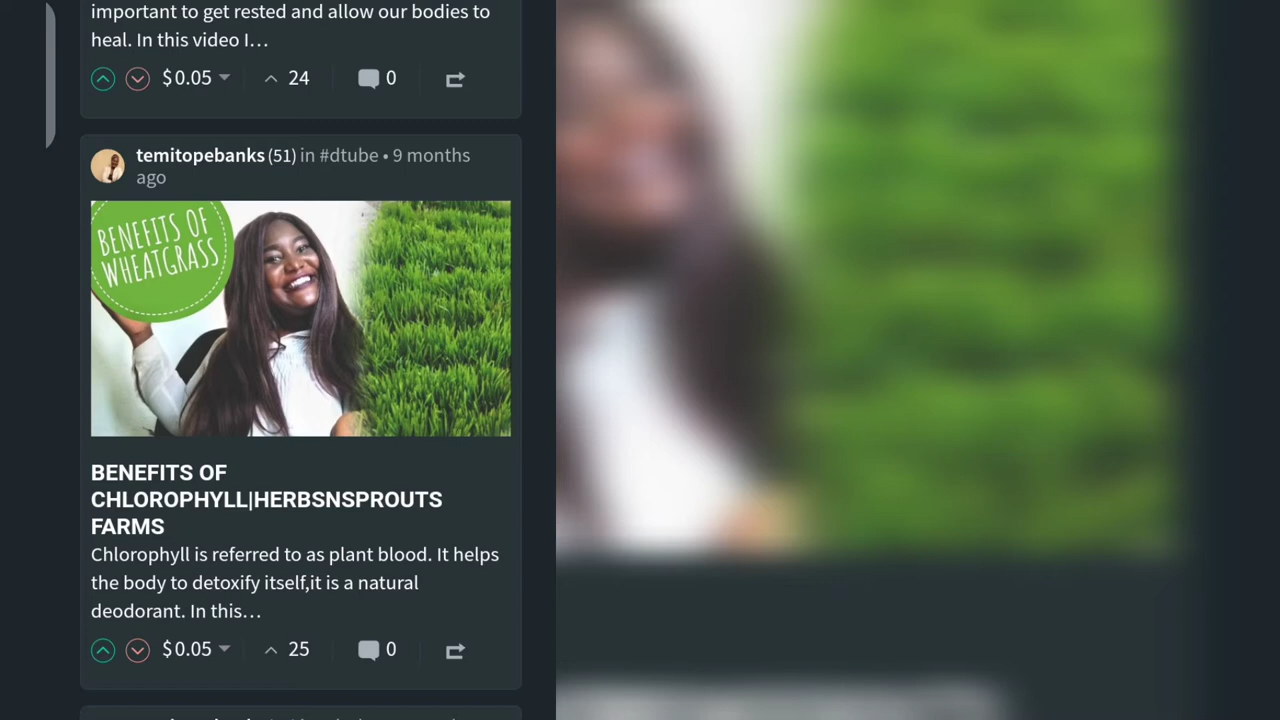 important to get rested and allow our bodies to
heal. In this video I…
$0.05 24 0
temitopebanks (51) in #dtube • 9 months
ago
BENEFITS OF
WHEATGRASS
BENEFITS OF
CHLOROPHYLL|HERBSNSPROUTS
FARMS
Chlorophyll is referred to as plant blood. It helps
the body to detoxify itself,it is a natural
deodorant. In this…
$0.05 25 0